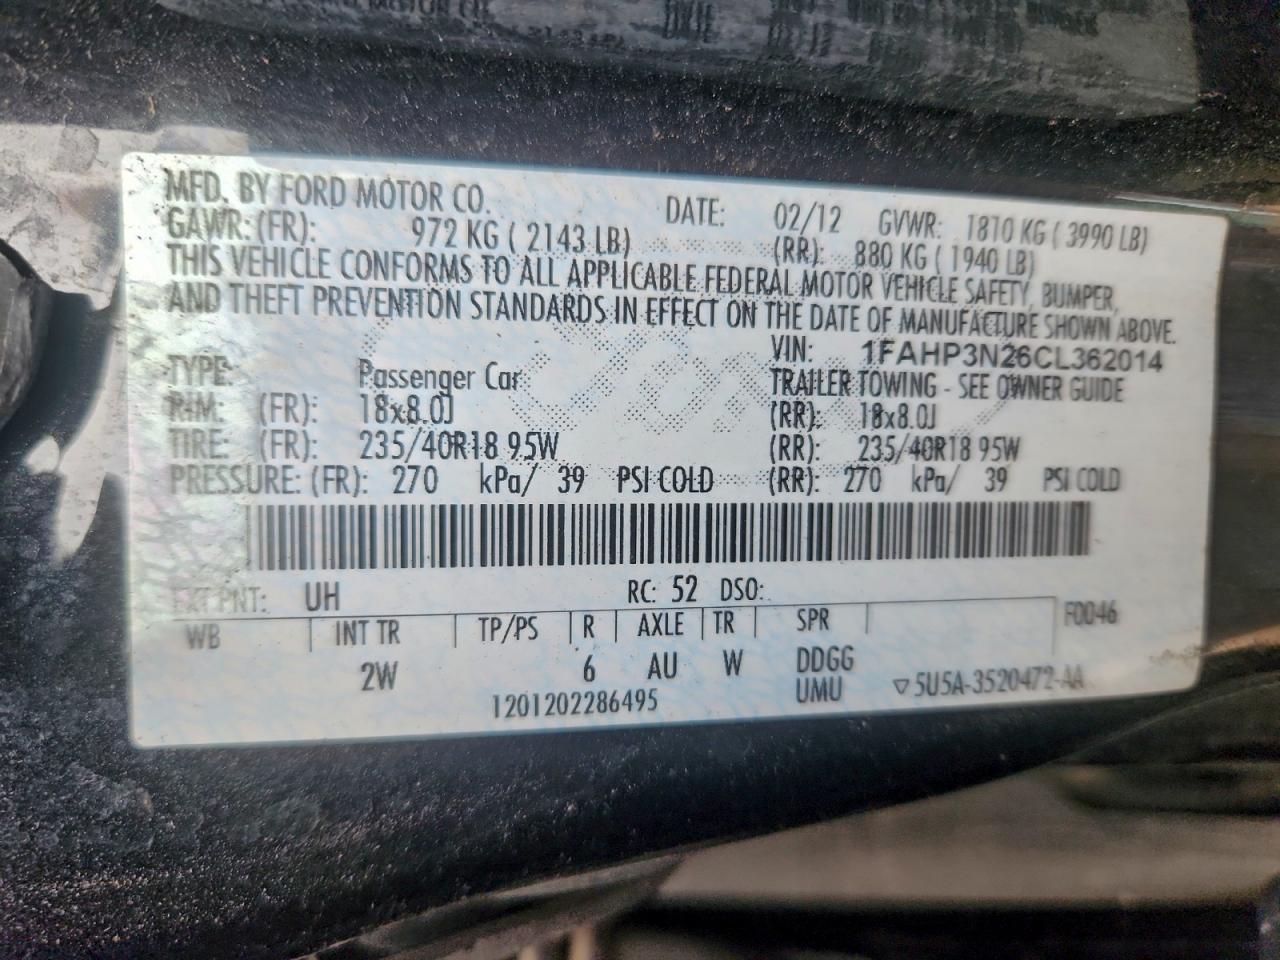 MFD. BY FORD MOTOR CO. DATE: 02/12 GVWR: 1810 KG ( 3990 LB)
GAWR: (FR): 972 KG ( 2143 LB) (RR): 880 KG ( 1940 LB)
THIS VEHICLE CONFORMS TO ALL APPLICABLE FEDERAL MOTOR VEHICLE SAFETY, BUMPER,
AND THEFT PREVENTION STANDARDS IN EFFECT ON THE DATE OF MANUFACTURE SHOWN ABOVE.
VIN: 1FAHP3N26CL362014
TYPE: Passenger Car TRAILER TOWING - SEE OWNER GUIDE
RIM: (FR): 18x8.0J (RR): 18x8.0J
TIRE: (FR): 235/40R18 95W (RR): 235/40R18 95W
PRESSURE: (FR): 270 kPa/ 39 PSI COLD (RR): 270 kPa/ 39 PSI COLD
EXT PNT: UH RC: 52 DSO:
WB INT TR TP/PS R AXLE TR SPR F0046
2W 6 AU W DDGG
UMU
1201202286495 ▽5U5A-3520472-AA